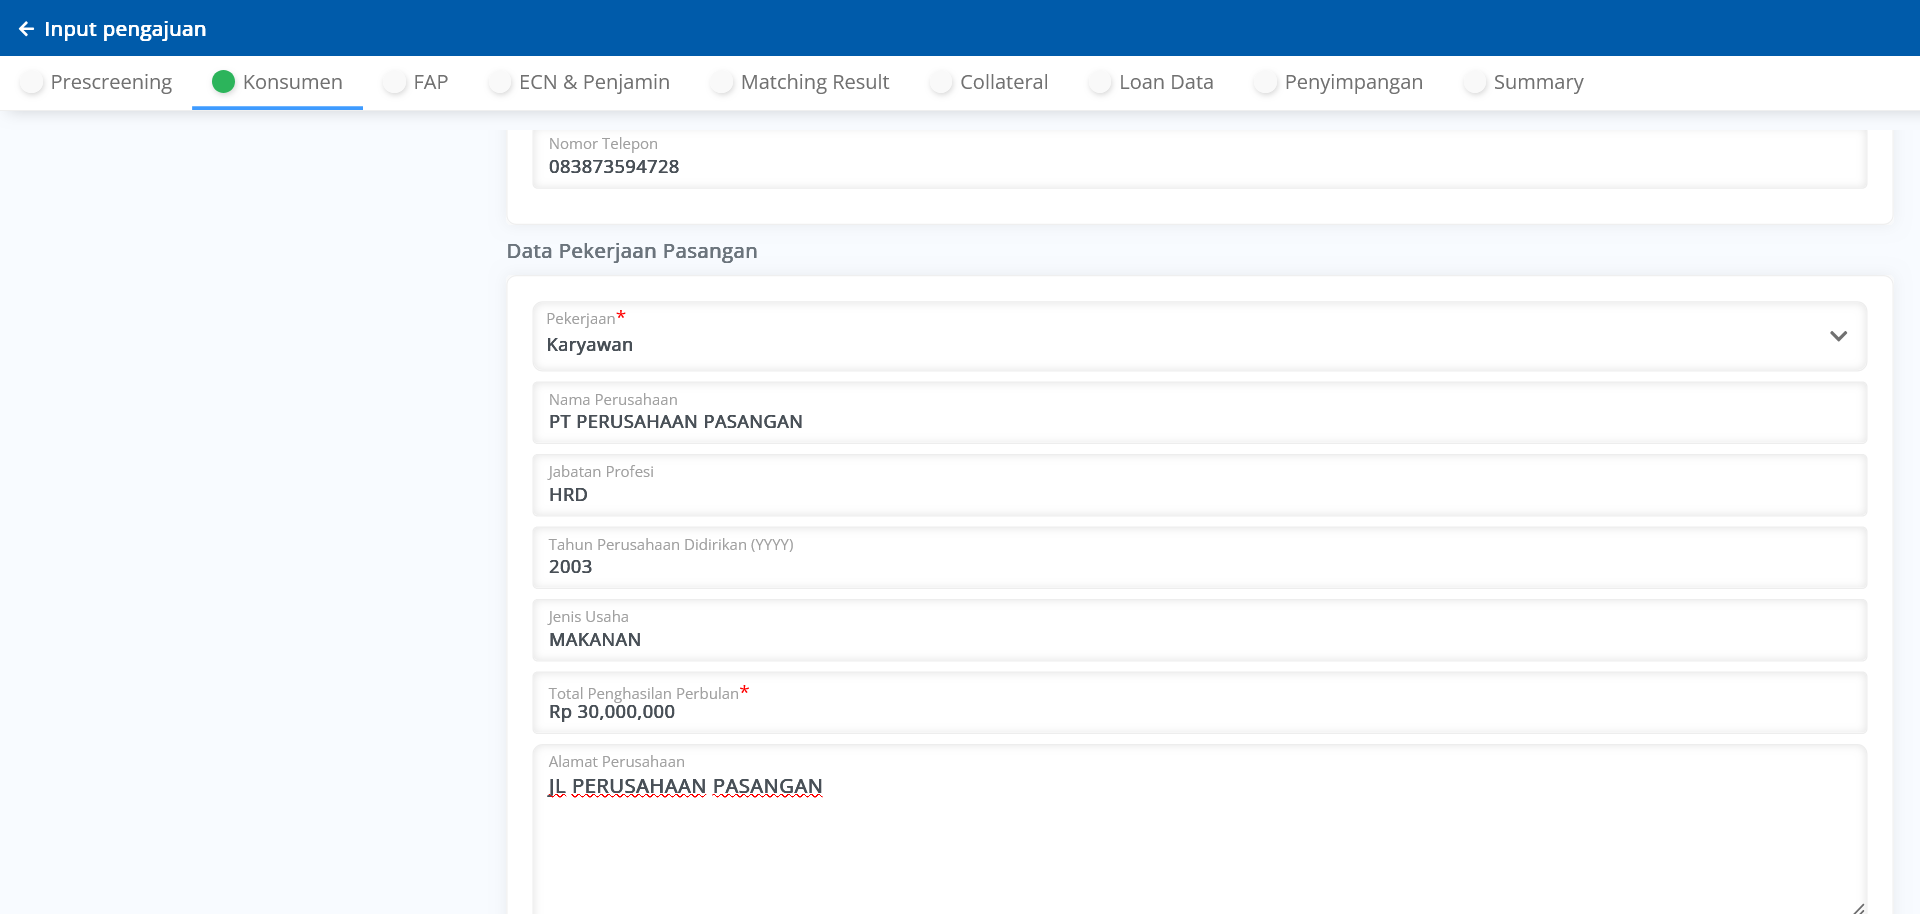 Input pengajuan
Prescreening Konsumen FAP ECN & Penjamin Matching Result Collateral Loan Data Penyimpangan Summary
Nomor Telepon
083873594728
Data Pekerjaan Pasangan
Pekerjaan*
Karyawan
Nama Perusahaan
PT PERUSAHAAN PASANGAN
Jabatan Profesi
HRD
Tahun Perusahaan Didirikan (YYYY)
2003
Jenis Usaha
MAKANAN
Total Penghasilan Perbulan*
Rp 30,000,000
Alamat Perusahaan
JL PERUSAHAAN PASANGAN